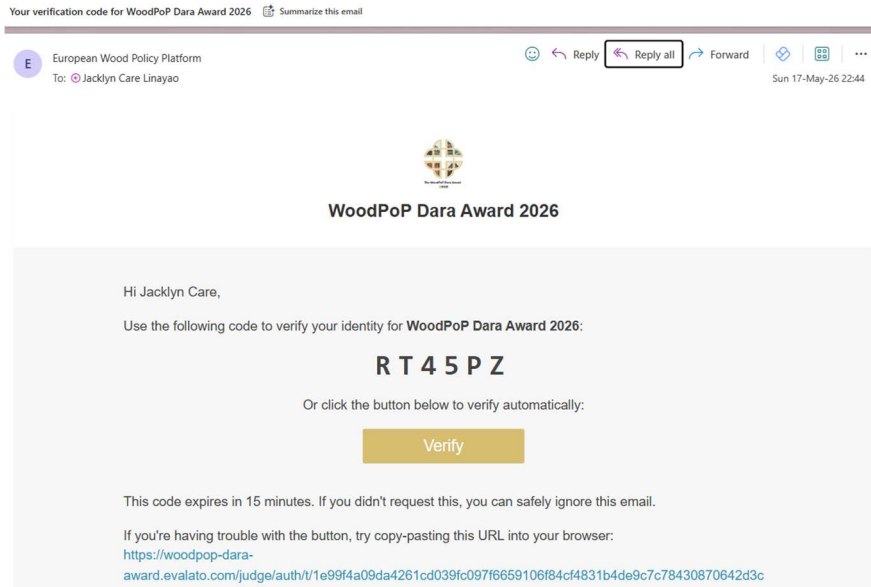 Your verification code for WoodPoP Dara Award 2026 Summarize this email
E
European Wood Policy Platform
To: Jacklyn Care Linayao
Reply Reply all Forward
Sun 17-May-26 22:44
WoodPoP Dara Award 2026
Hi Jacklyn Care,
Use the following code to verify your identity for WoodPoP Dara Award 2026:
RT45PZ
Or click the button below to verify automatically:
Verify
This code expires in 15 minutes. If you didn't request this, you can safely ignore this email.
If you're having trouble with the button, try copy-pasting this URL into your browser:
https://woodpop-dara-
award.evalato.com/judge/auth/t/1e99f4a09da4261cd039fc097f6659106f84cf4831b4de9c7c78430870642d3c